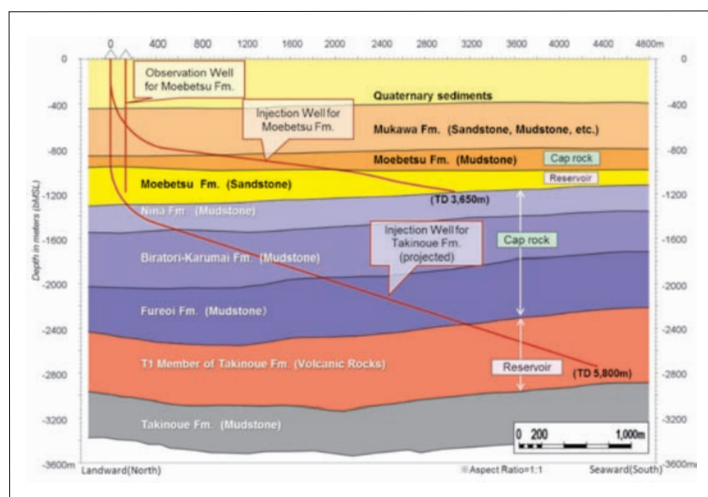 0 400 800 1200 1600 2000 2400 2800 3200 3600 4000 4400 4800m
0 0
-400 -400
-800 -800
-1200 -1200
-1600 -1600
-2000 -2000
-2400 -2400
-2800 -2800
-3200 -3200
-3600m -3600m
Depth in meters (bMSL)
Observation Well
for Moebetsu Fm.
Quaternary sediments
Injection Well for
Moebetsu Fm.
Mukawa Fm. (Sandstone, Mudstone, etc.)
Moebetsu Fm. (Mudstone)
Cap rock
Moebetsu Fm. (Sandstone)
Reservoir
(TD 3,650m)
Nina Fm. (Mudstone)
Injection Well for
Takinoue Fm.
(projected)
Cap rock
Biratori-Karumai Fm. (Mudstone)
Fureoi Fm. (Mudstone)
T1 Member of Takinoue Fm. (Volcanic Rocks)
Reservoir
(TD 5,800m)
Takinoue Fm. (Mudstone)
0 200 600 1,000m
Landward(North)
※Aspect Ratio=1:1
Seaward(South)